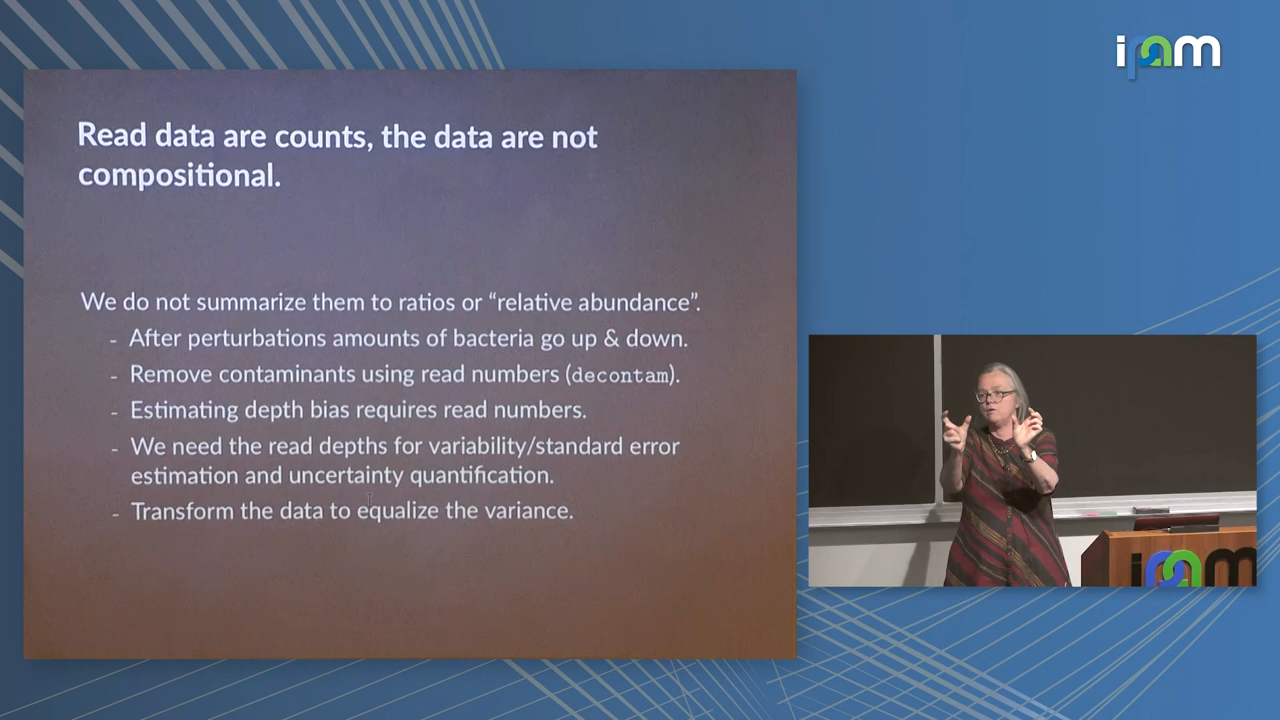 ipam
Read data are counts, the data are not
compositional.
We do not summarize them to ratios or “relative abundance”.
- After perturbations amounts of bacteria go up & down.
- Remove contaminants using read numbers (decontam).
- Estimating depth bias requires read numbers.
- We need the read depths for variability/standard error
estimation and uncertainty quantification.
- Transform the data to equalize the variance.
ipam